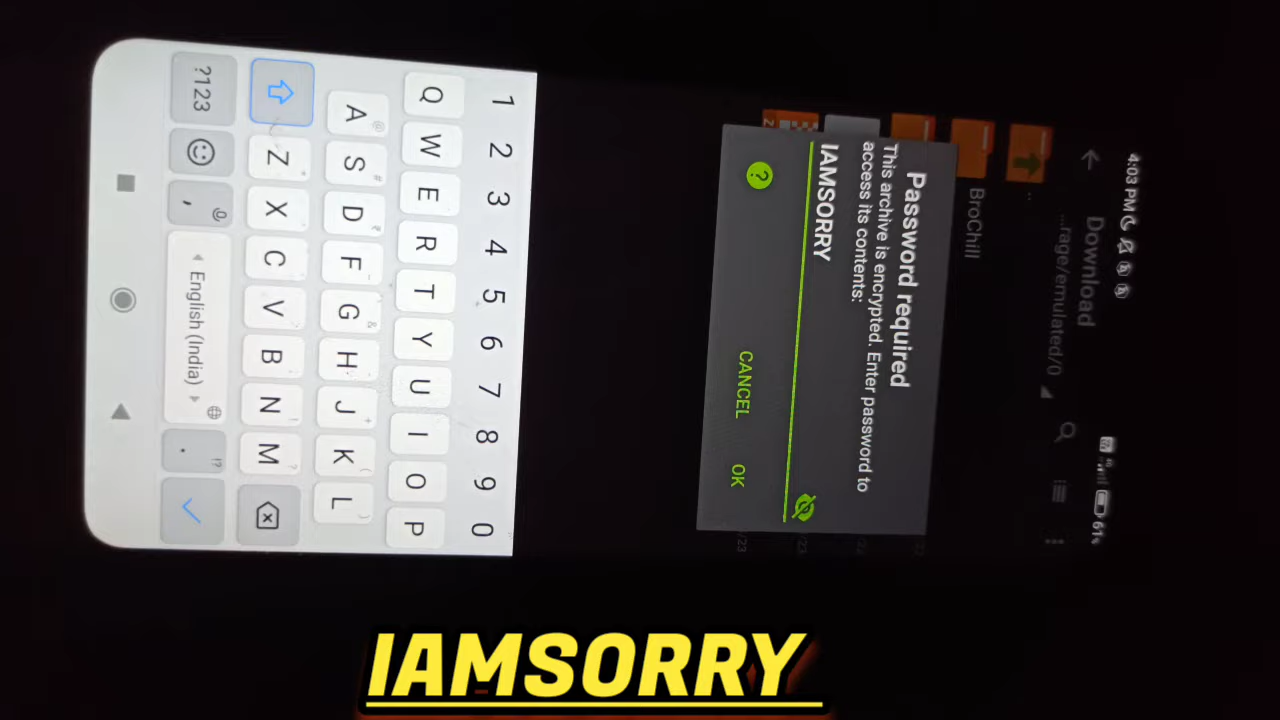 4:03 PM
61%
Download
...rage/emulated/0
..
BroChill
Password required
This archive is encrypted. Enter password to
access its contents:
IAMSORRY
?
CANCEL OK
1 2 3 4 5 6 7 8 9 0
Q W E R T Y U I O P
A S D F G H J K L
Z X C V B N M
?123 , English (India) .
IAMSORRY